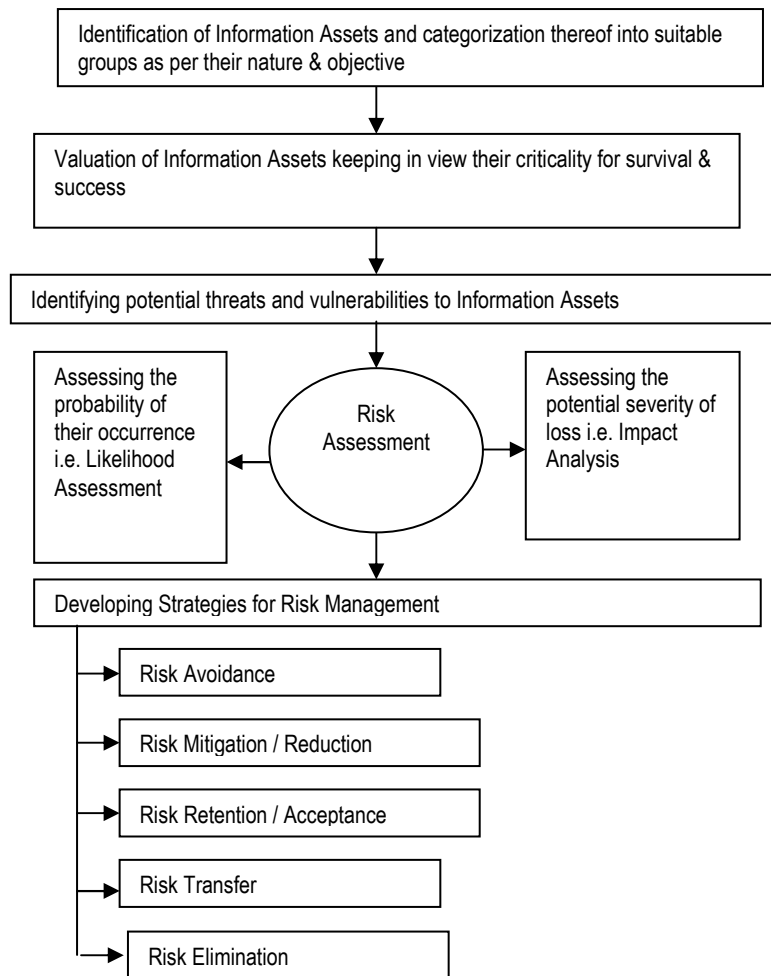 Identification of Information Assets and categorization thereof into suitable
groups as per their nature & objective
Valuation of Information Assets keeping in view their criticality for survival &
success
Identifying potential threats and vulnerabilities to Information Assets
Assessing the
probability of
their occurrence
i.e. Likelihood
Assessment
Risk
Assessment
Assessing the
potential severity of
loss i.e. Impact
Analysis
Developing Strategies for Risk Management
Risk Avoidance
Risk Mitigation / Reduction
Risk Retention / Acceptance
Risk Transfer
Risk Elimination